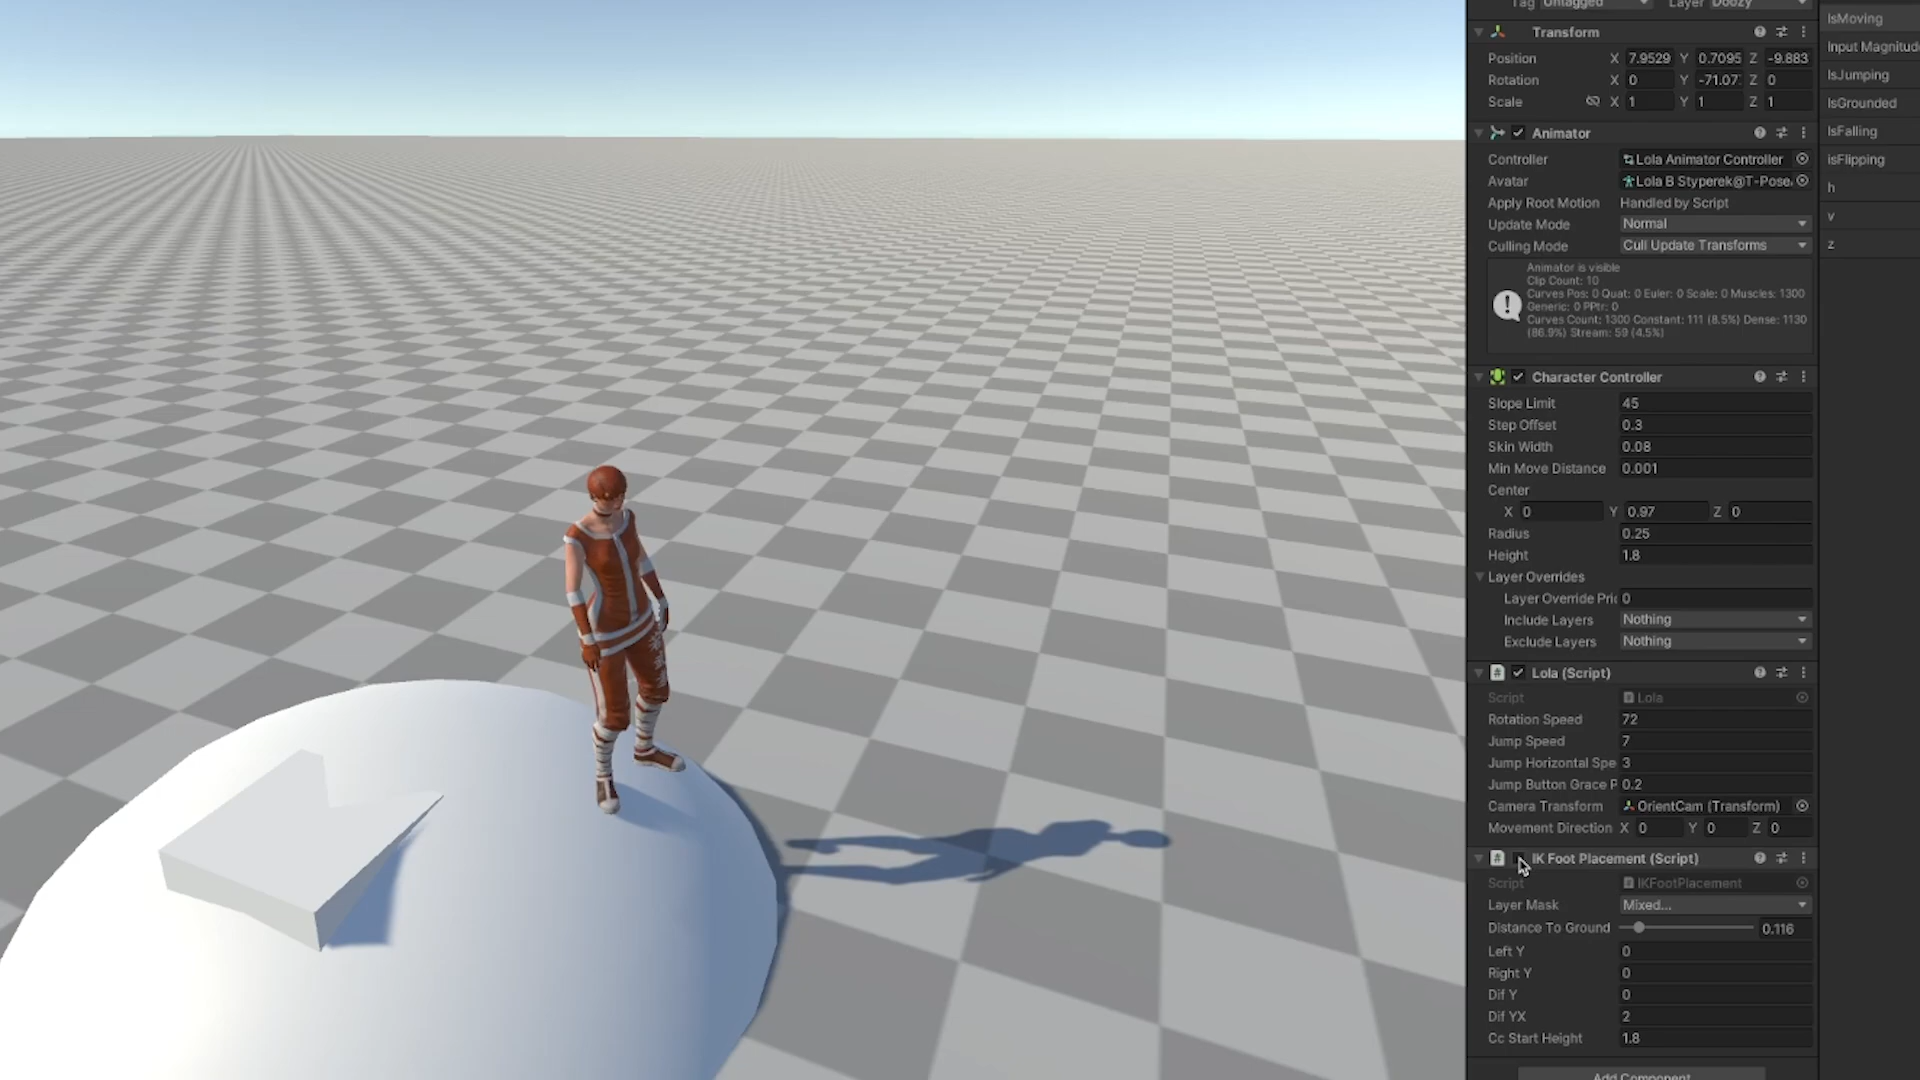 Tag Untagged Layer Doozy
Transform
Position X 7.9529 Y 0.7095 Z -9.883
Rotation X 0 Y -71.07 Z 0
Scale X 1 Y 1 Z 1
Animator
Controller Lola Animator Controller
Avatar Lola B Styperek@T-Pose
Apply Root Motion Handled by Script
Update Mode Normal
Culling Mode Cull Update Transforms
Animator is visible
Clip Count: 10
Curves Pos: 0 Quat: 0 Euler: 0 Scale: 0 Muscles: 1300
Generic: 0 PPtr: 0
Curves Count: 1300 Constant: 111 (8.5%) Dense: 1130
(86.9%) Stream: 59 (4.5%)
Character Controller
Slope Limit 45
Step Offset 0.3
Skin Width 0.08
Min Move Distance 0.001
Center
X 0 Y 0.97 Z 0
Radius 0.25
Height 1.8
Layer Overrides
Layer Override Pri 0
Include Layers Nothing
Exclude Layers Nothing
# Lola (Script)
Script Lola
Rotation Speed 72
Jump Speed 7
Jump Horizontal Spe 3
Jump Button Grace P 0.2
Camera Transform OrientCam (Transform)
Movement Direction X 0 Y 0 Z 0
# IK Foot Placement (Script)
Script IKFootPlacement
Layer Mask Mixed...
Distance To Ground 0.116
Left Y 0
Right Y 0
Dif Y 0
Dif YX 2
Cc Start Height 1.8
Add Component
IsMoving
Input Magnitud
IsJumping
IsGrounded
IsFalling
isFlipping
h
v
z